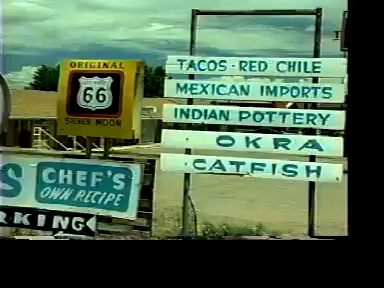 ORIGINAL
66
SILVER MOON
TACOS · RED CHILE
MEXICAN IMPORTS
INDIAN POTTERY
OKRA
CATFISH
S
CHEF'S
OWN RECIPE
RKING